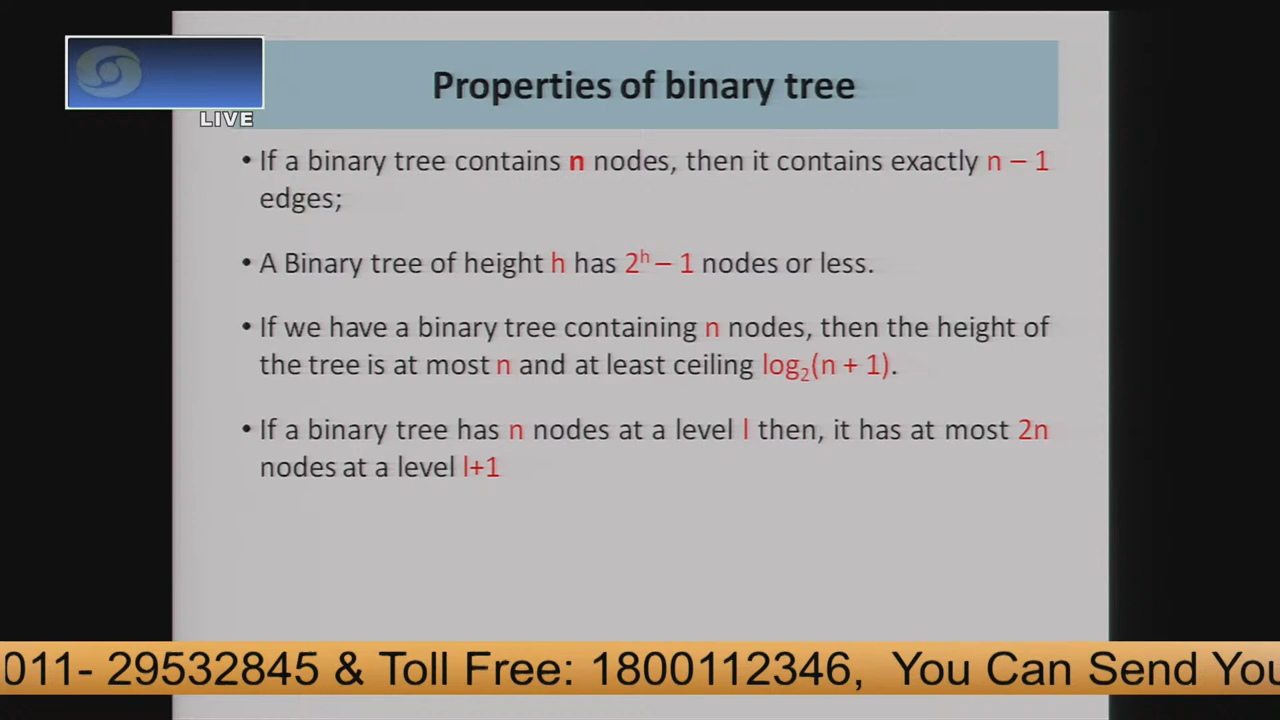 Properties of binary tree
LIVE
• If a binary tree contains n nodes, then it contains exactly n – 1
edges;
• A Binary tree of height h has 2ʰ – 1 nodes or less.
• If we have a binary tree containing n nodes, then the height of
the tree is at most n and at least ceiling log₂(n + 1).
• If a binary tree has n nodes at a level l then, it has at most 2n
nodes at a level l+1
011- 29532845 & Toll Free: 1800112346, You Can Send You